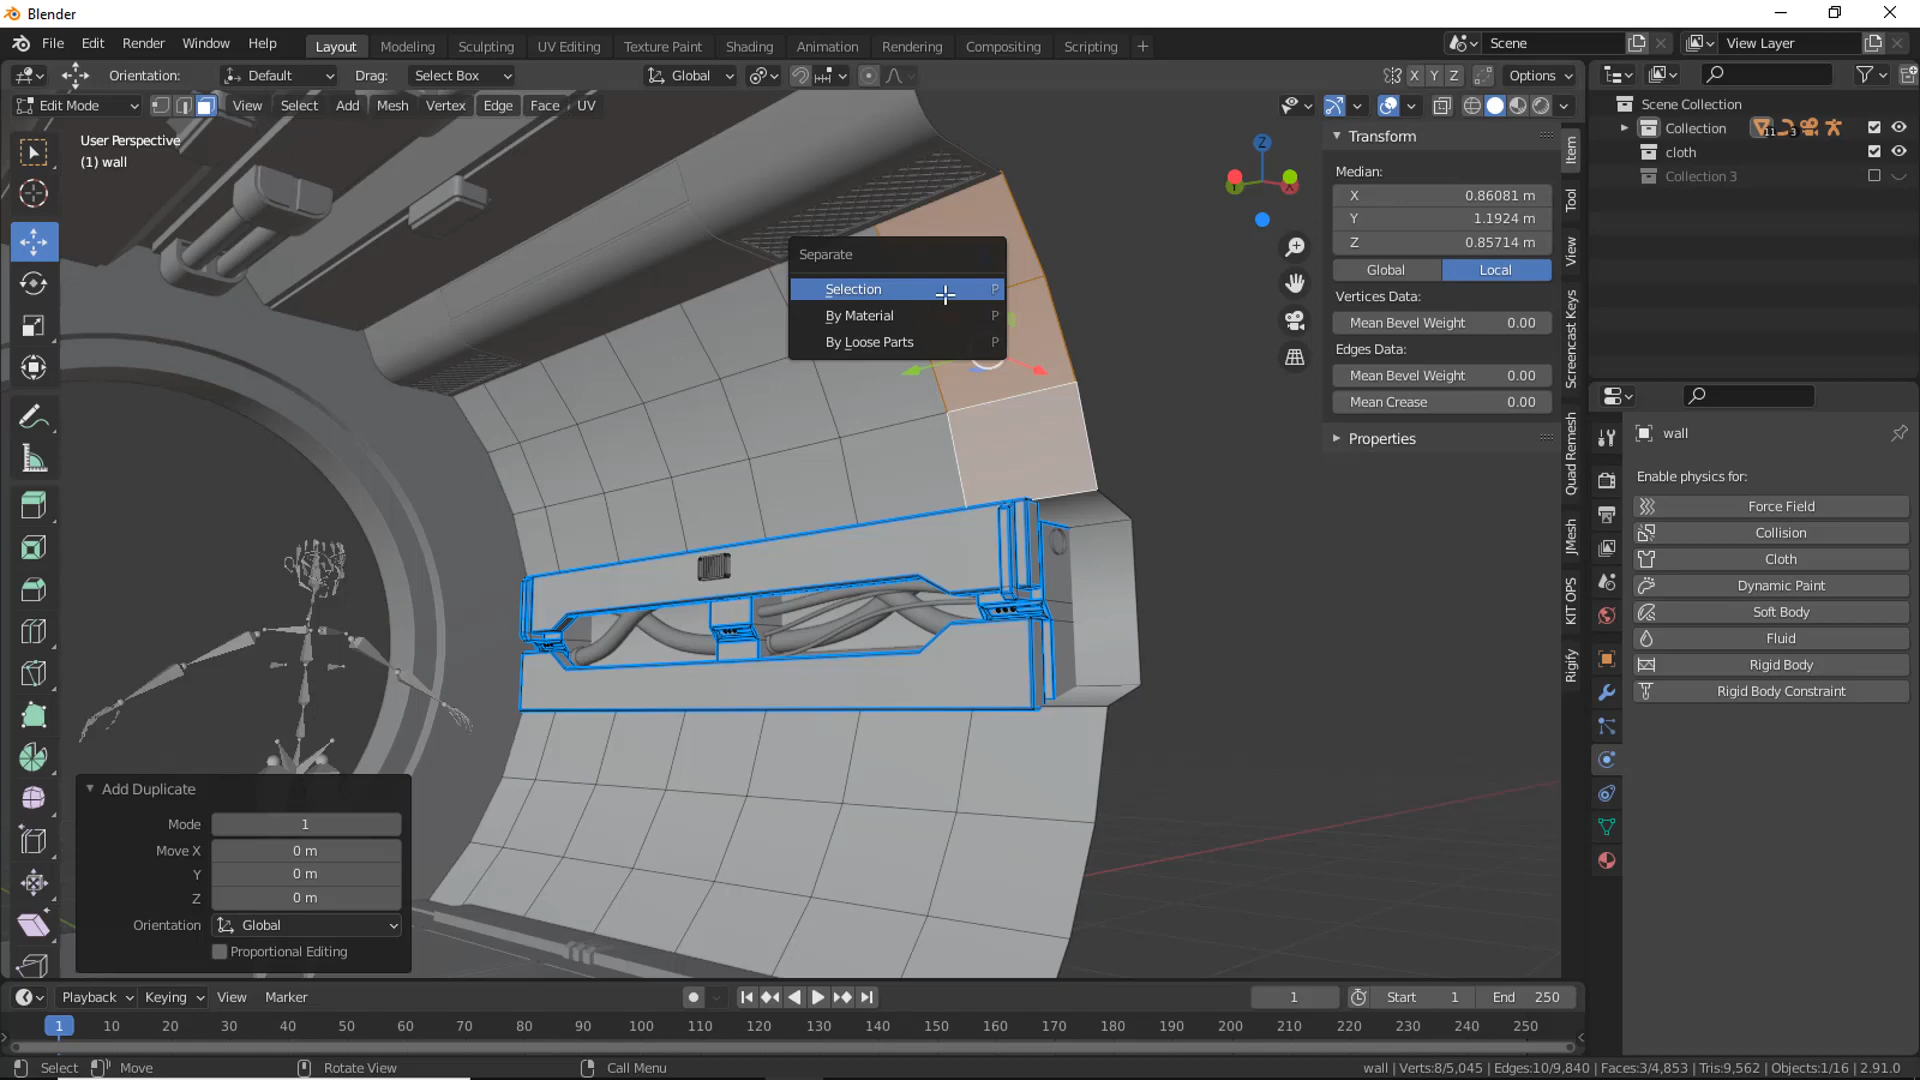 Blender
File Edit Render Window Help Layout Modeling Sculpting UV Editing Texture Paint Shading Animation Rendering Compositing Scripting + Scene View Layer
Orientation: Default Drag: Select Box Global X Y Z Options
Edit Mode View Select Add Mesh Vertex Edge Face UV
User Perspective
(1) wall
Separate
Selection P
By Material P
By Loose Parts P
Z
Y X
Transform
Median:
X 0.86081 m
Y 1.1924 m
Z 0.85714 m
Global Local
Vertices Data:
Mean Bevel Weight 0.00
Edges Data:
Mean Bevel Weight 0.00
Mean Crease 0.00
Properties
Item
Tool
View
Screencast Keys
Quad Remesh
JMesh
KIT OPS
Rigify
Scene Collection
Collection 11 3
cloth
Collection 3
wall
Enable physics for:
Force Field
Collision
Cloth
Dynamic Paint
Soft Body
Fluid
Rigid Body
Rigid Body Constraint
Add Duplicate
Mode 1
Move X 0 m
Y 0 m
Z 0 m
Orientation Global
Proportional Editing
Playback Keying View Marker 1 Start 1 End 250
1 10 20 30 40 50 60 70 80 90 100 110 120 130 140 150 160 170 180 190 200 210 220 230 240 250
Select Move Rotate View Call Menu wall | Verts:8/5,045 | Edges:10/9,840 | Faces:3/4,853 | Tris:9,562 | Objects:1/16 | 2.91.0